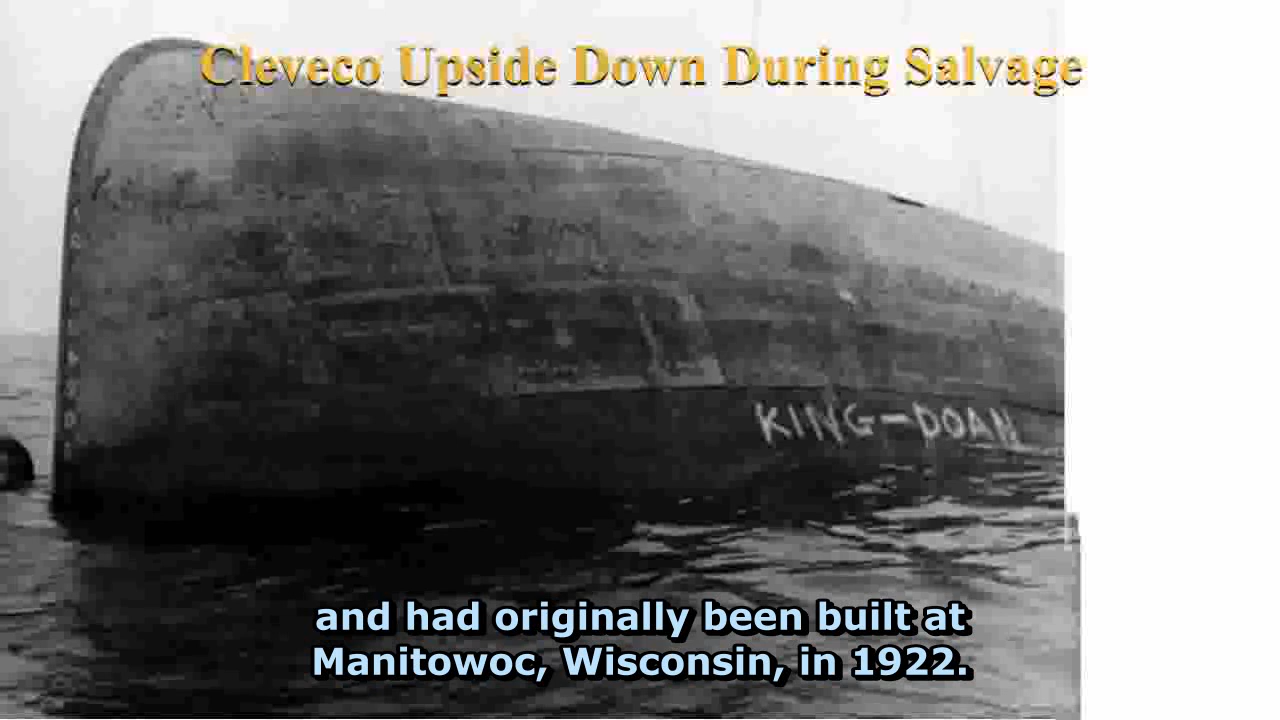 Cleveco Upside Down During Salvage
KING-DOAN
and had originally been built at
Manitowoc, Wisconsin, in 1922.